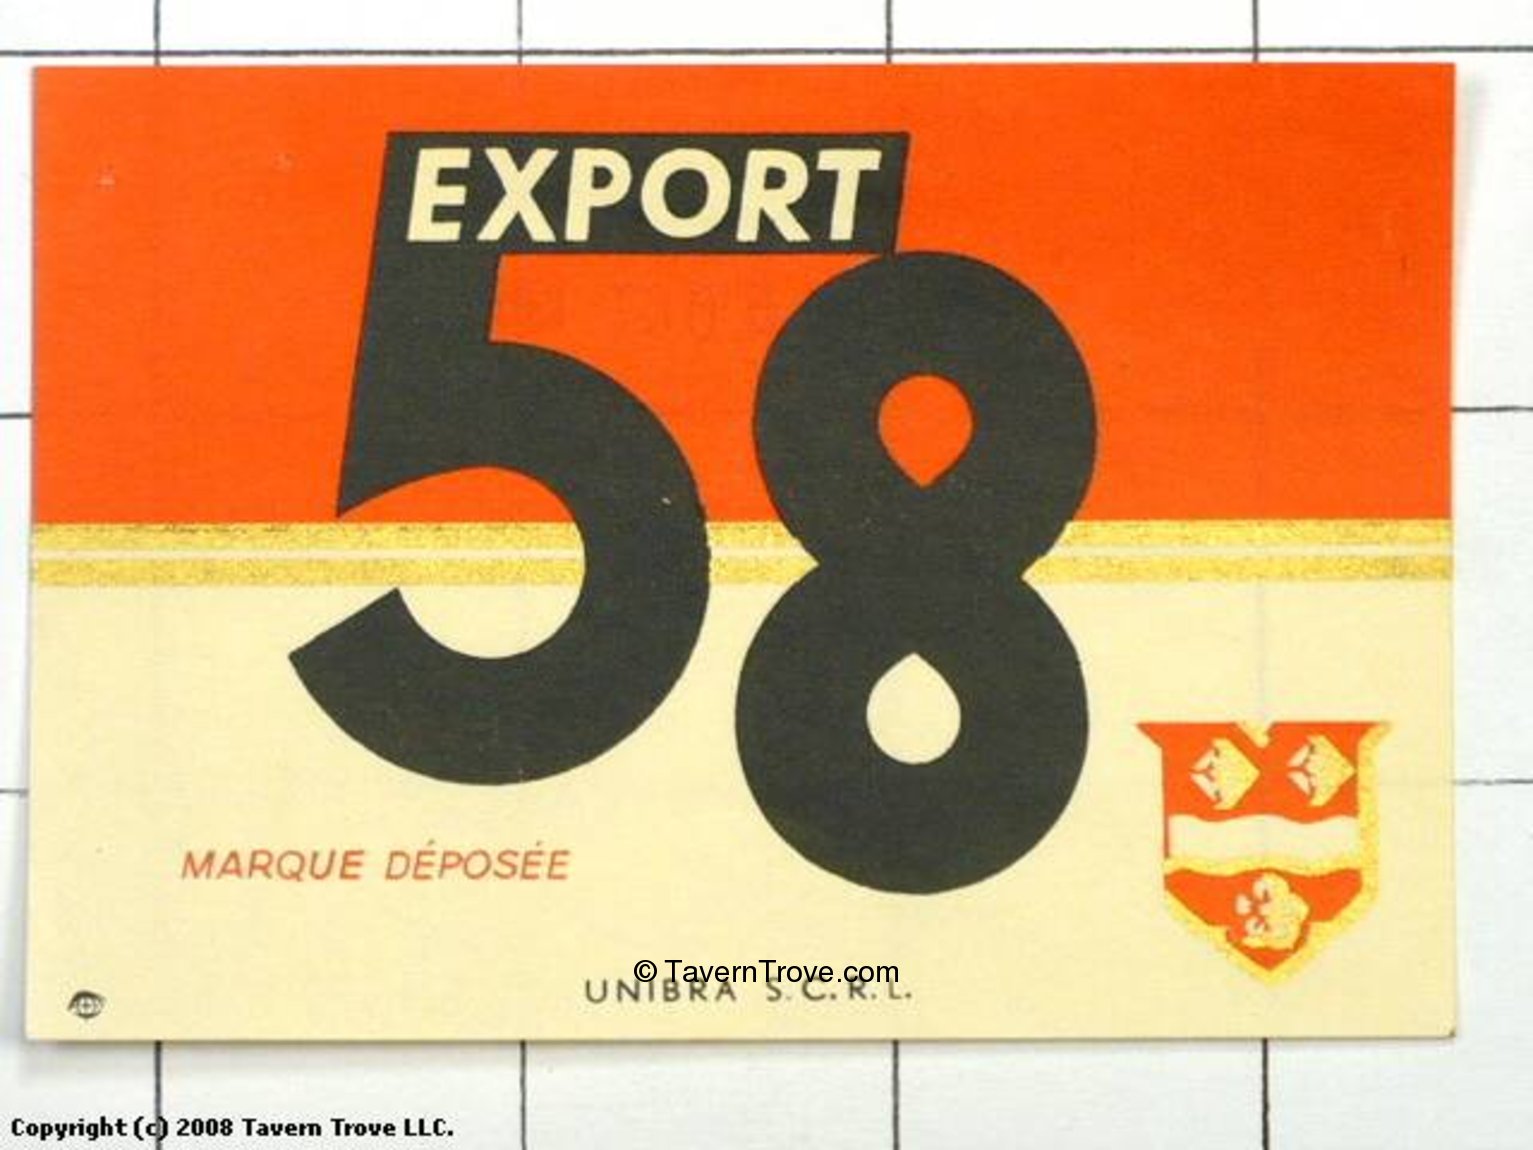 EXPORT
58
MARQUE DÉPOSÉE
© TavernTrove.com
UNIBRA S.C.R.L.
Copyright (c) 2008 Tavern Trove LLC.